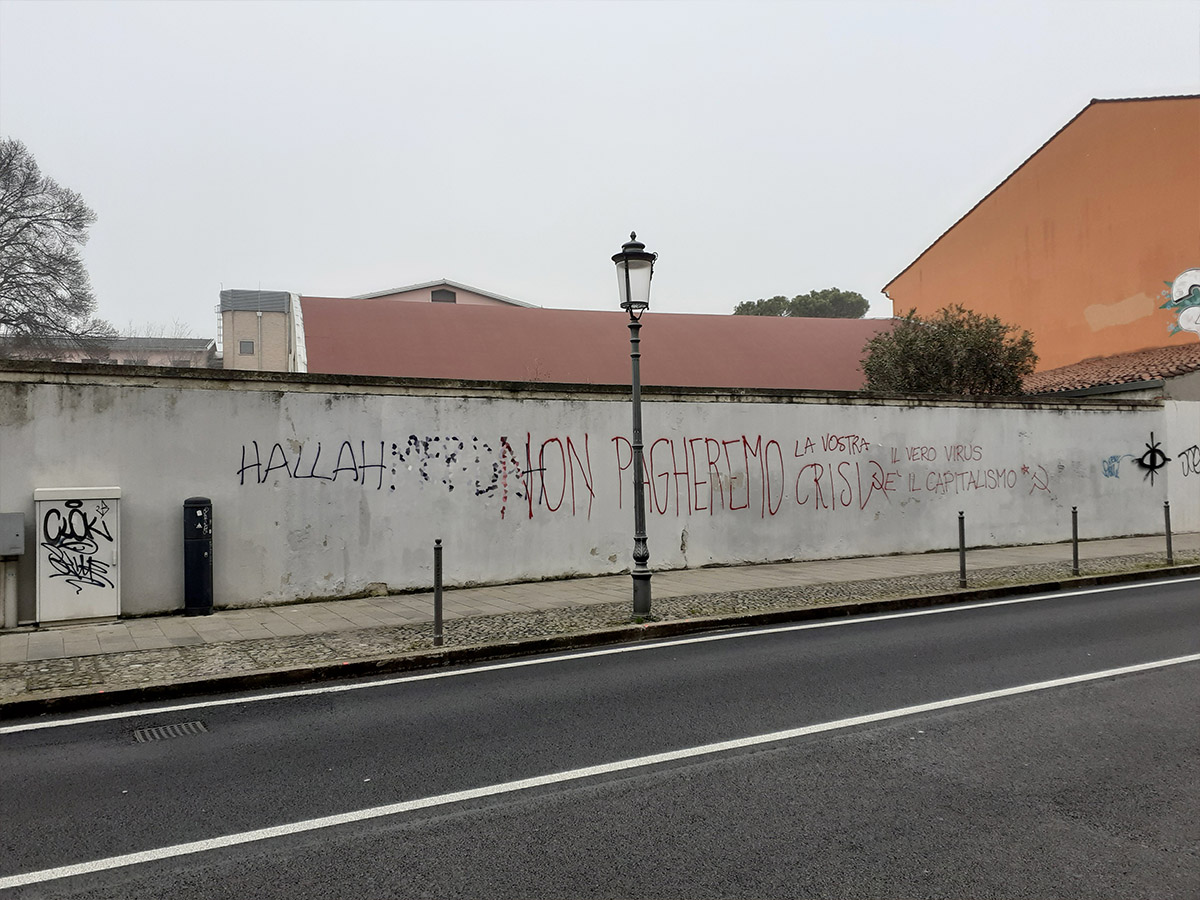 HALLAH
NON PAGHEREMO
LA VOSTRA
CRISI
IL VERO VIRUS
E' IL CAPITALISMO